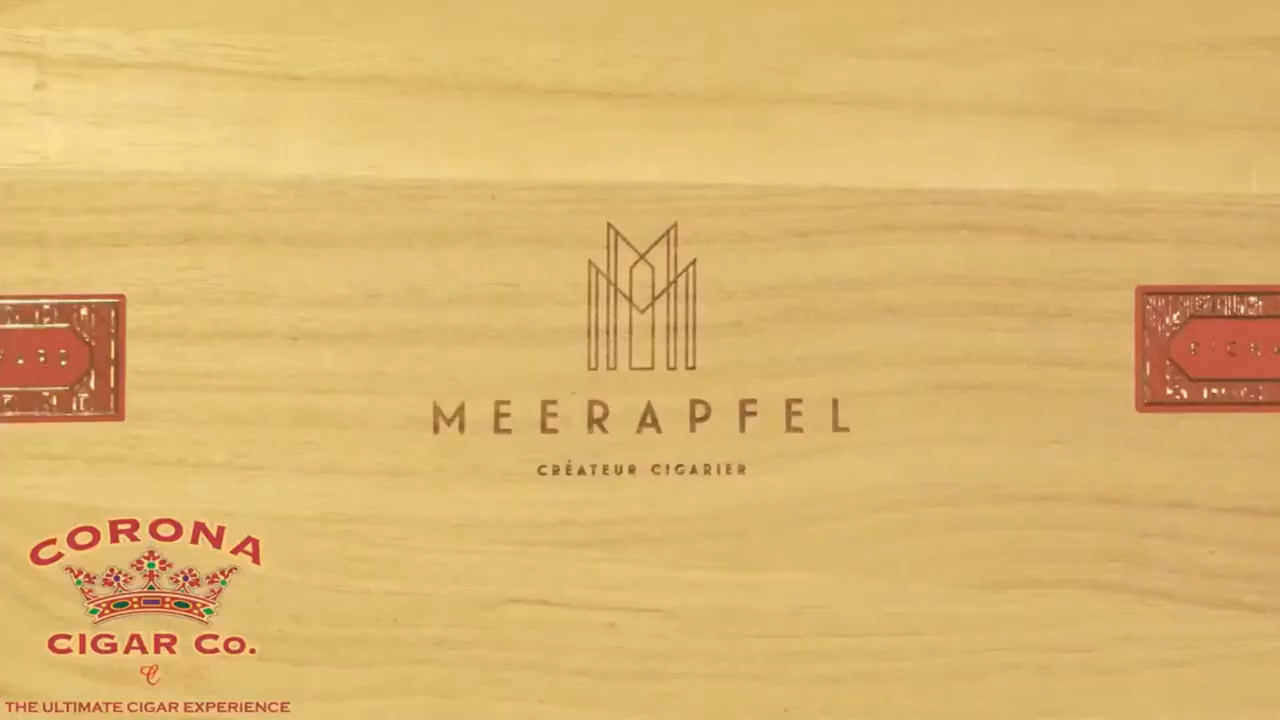 MEERAPFEL
CRÉATEUR CIGARIER
CORONA
CIGAR CO.
THE ULTIMATE CIGAR EXPERIENCE